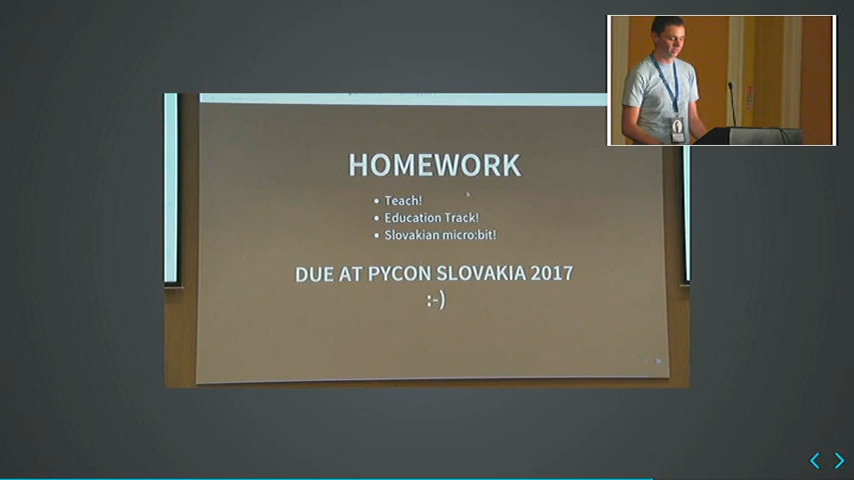 HOMEWORK
• Teach!
• Education Track!
• Slovakian micro:bit!
DUE AT PYCON SLOVAKIA 2017
:-)